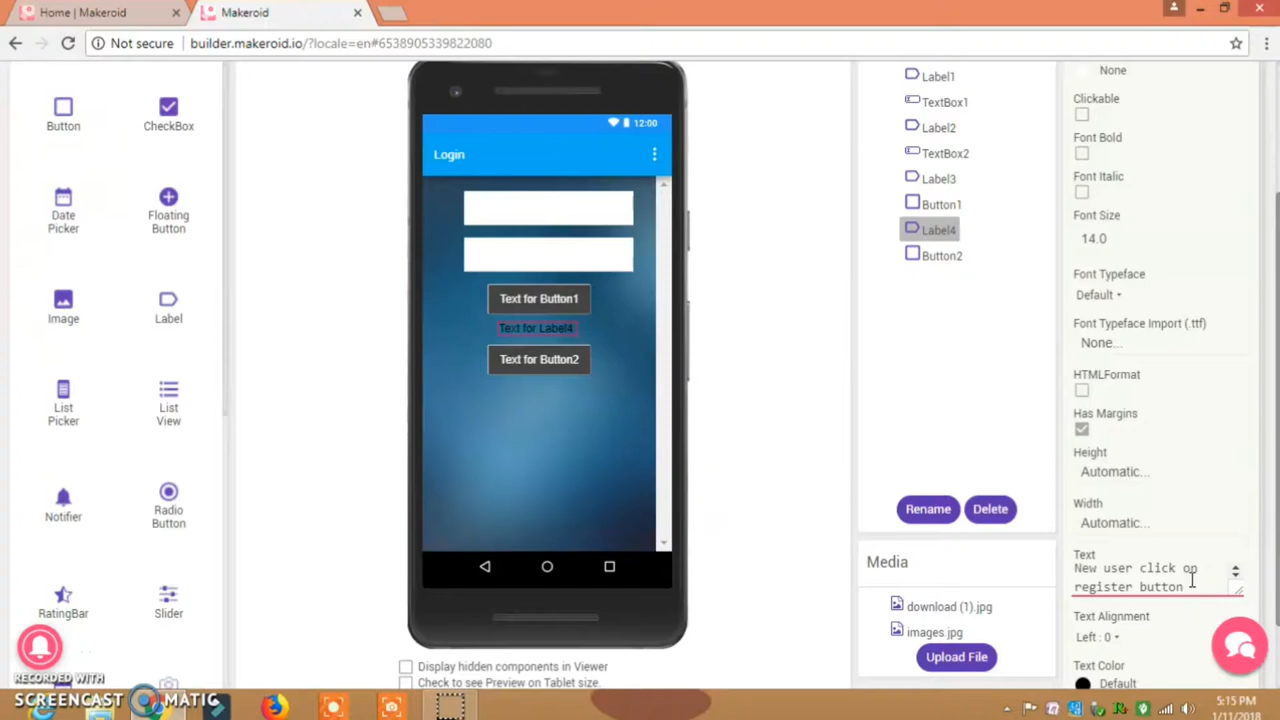 Home | Makeroid
Makeroid
Not secure
builder.makeroid.io/?locale=en#6538905339822080
Button
CheckBox
Date
Picker
Floating
Button
Image
Label
List
Picker
List
View
Notifier
Radio
Button
RatingBar
Slider
RECORDED WITH
SCREENCAST MATIC
12:00
Login
Text for Button1
Text for Label4
Text for Button2
Display hidden components in Viewer
Check to see Preview on Tablet size.
Label1
TextBox1
Label2
TextBox2
Label3
Button1
Label4
Button2
Rename
Delete
Media
download (1).jpg
images.jpg
Upload File
None
Clickable
Font Bold
Font Italic
Font Size
14.0
Font Typeface
Default
Font Typeface Import (.ttf)
None...
HTMLFormat
Has Margins
Height
Automatic...
Width
Automatic...
Text
New user click on
register button
Text Alignment
Left : 0
Text Color
Default
5:15 PM
1/11/2018